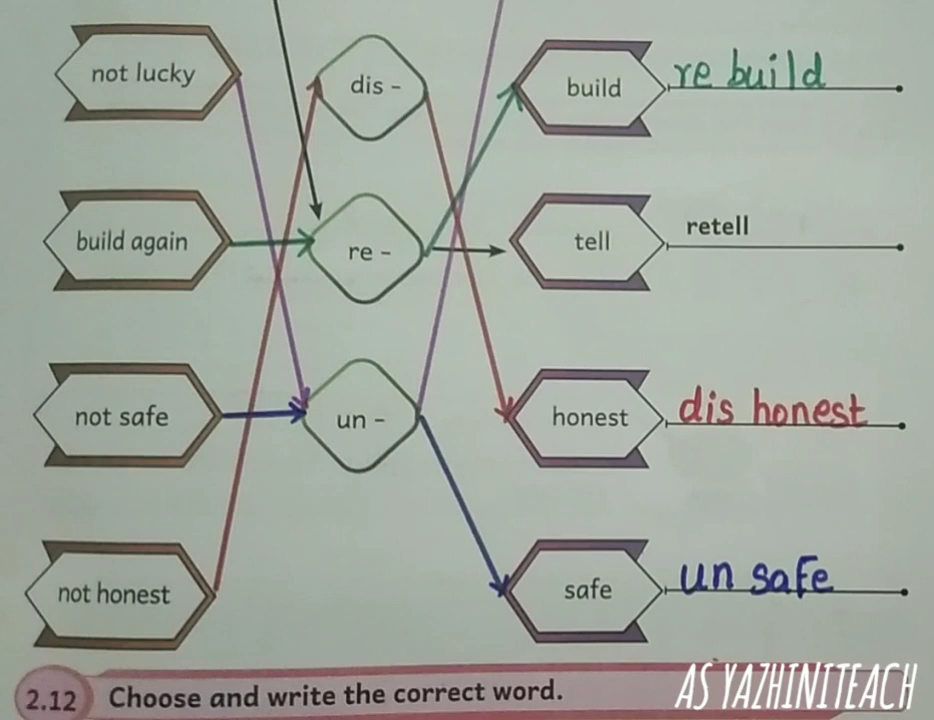 not lucky dis - build re build
build again re - tell retell
not safe un - honest dis honest
not honest safe un safe
2.12 Choose and write the correct word.
AS YAZHINITEACH